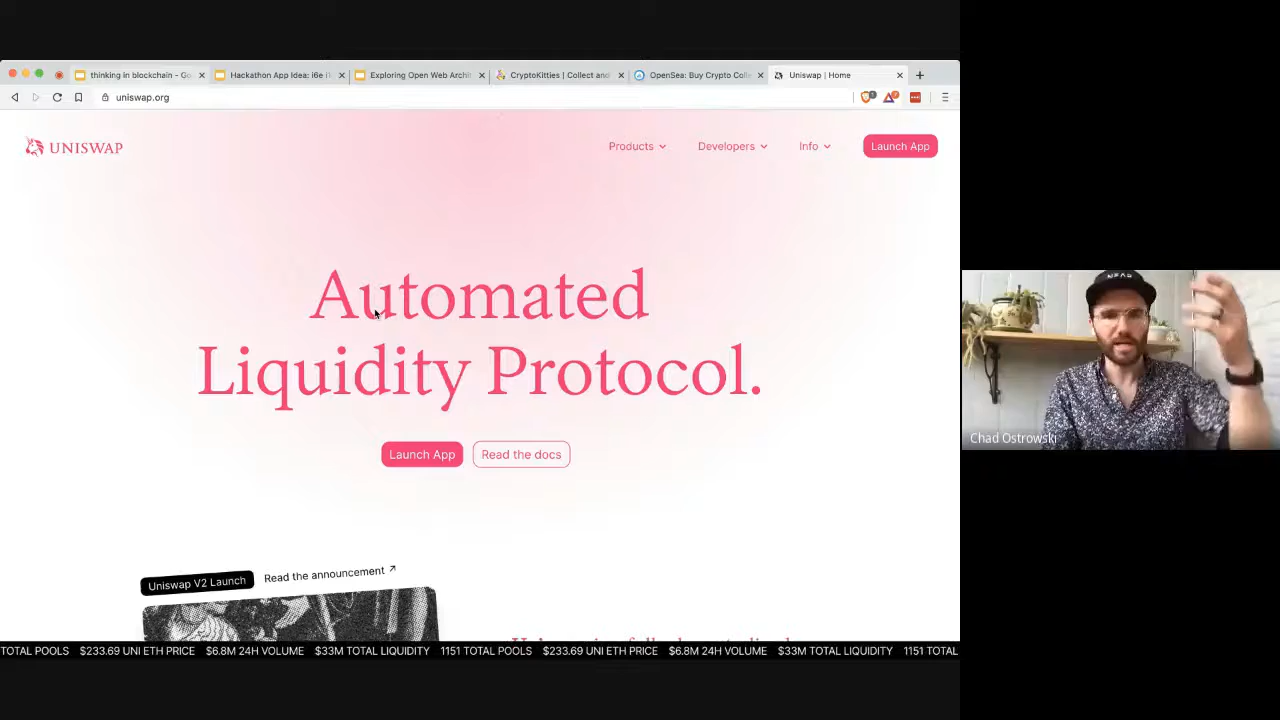 thinking in blockchain - Go
Hackathon App Idea: i6e i
Exploring Open Web Archi
CryptoKitties | Collect and
OpenSea: Buy Crypto Colle
Uniswap | Home
uniswap.org
UNISWAP
Products
Developers
Info
Launch App
Automated
Liquidity Protocol.
Launch App
Read the docs
Uniswap V2 Launch
Read the announcement ↗
TOTAL POOLS $233.69 UNI ETH PRICE $6.8M 24H VOLUME $33M TOTAL LIQUIDITY 1151 TOTAL POOLS $233.69 UNI ETH PRICE $6.8M 24H VOLUME $33M TOTAL LIQUIDITY 1151 TOTAL
NEAR
Chad Ostrowski